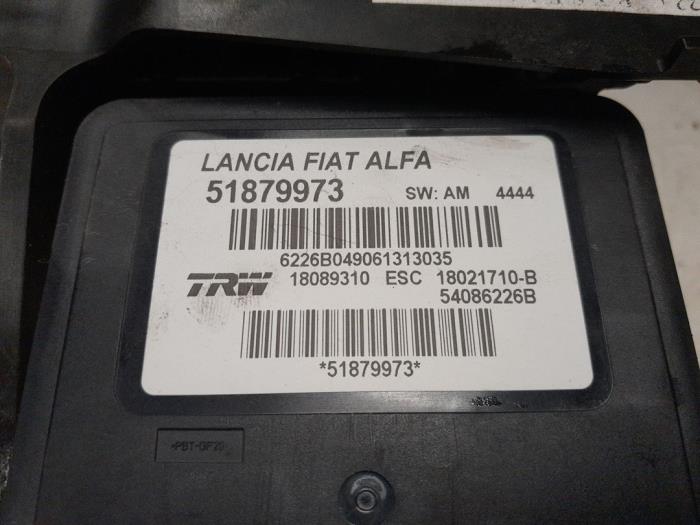 LANCIA FIAT ALFA
51879973 SW: AM 4444
6226B049061313035
TRW 18089310 ESC 18021710-B
54086226B
*51879973*
>PBT-GF20<